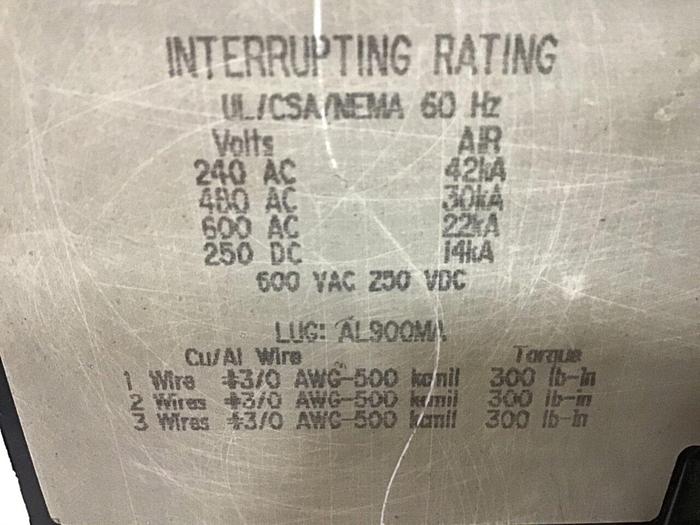 INTERRUPTING RATING
UL/CSA/NEMA 60 Hz
Volts AIR
240 AC 42kA
480 AC 30kA
600 AC 22kA
250 DC 14kA
600 VAC 250 VDC
LUG: AL900MA
Cu/Al Wire Torque
1 Wire #3/0 AWG-500 kcmil 300 lb-in
2 Wires #3/0 AWG-500 kcmil 300 lb-in
3 Wires #3/0 AWG-500 kcmil 300 lb-in